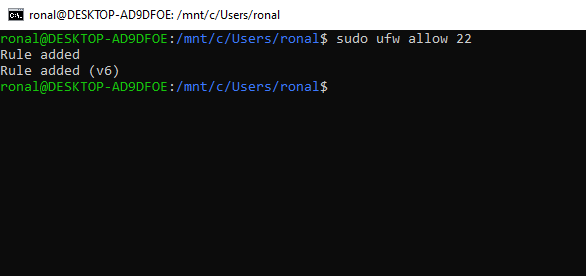 ronal@DESKTOP-AD9DFOE: /mnt/c/Users/ronal
ronal@DESKTOP-AD9DFOE:/mnt/c/Users/ronal$ sudo ufw allow 22
Rule added
Rule added (v6)
ronal@DESKTOP-AD9DFOE:/mnt/c/Users/ronal$